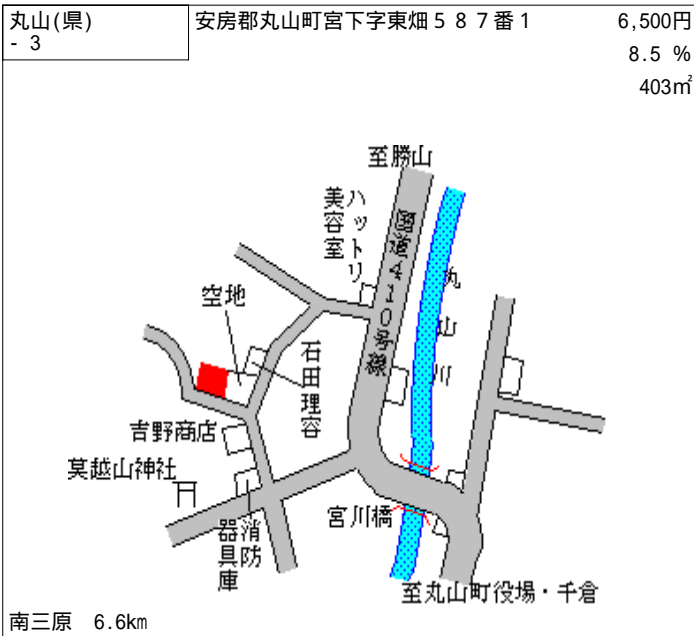 丸山(県)
- 3
安房郡丸山町宮下字東畑５８７番１
6,500円
8.5 %
403㎡
至勝山
ハットリ
美容室
国道410号線
丸山川
空地
石田理容
吉野商店
莫越山神社
消防
器具庫
宮川橋
至丸山町役場・千倉
南三原 6.6km